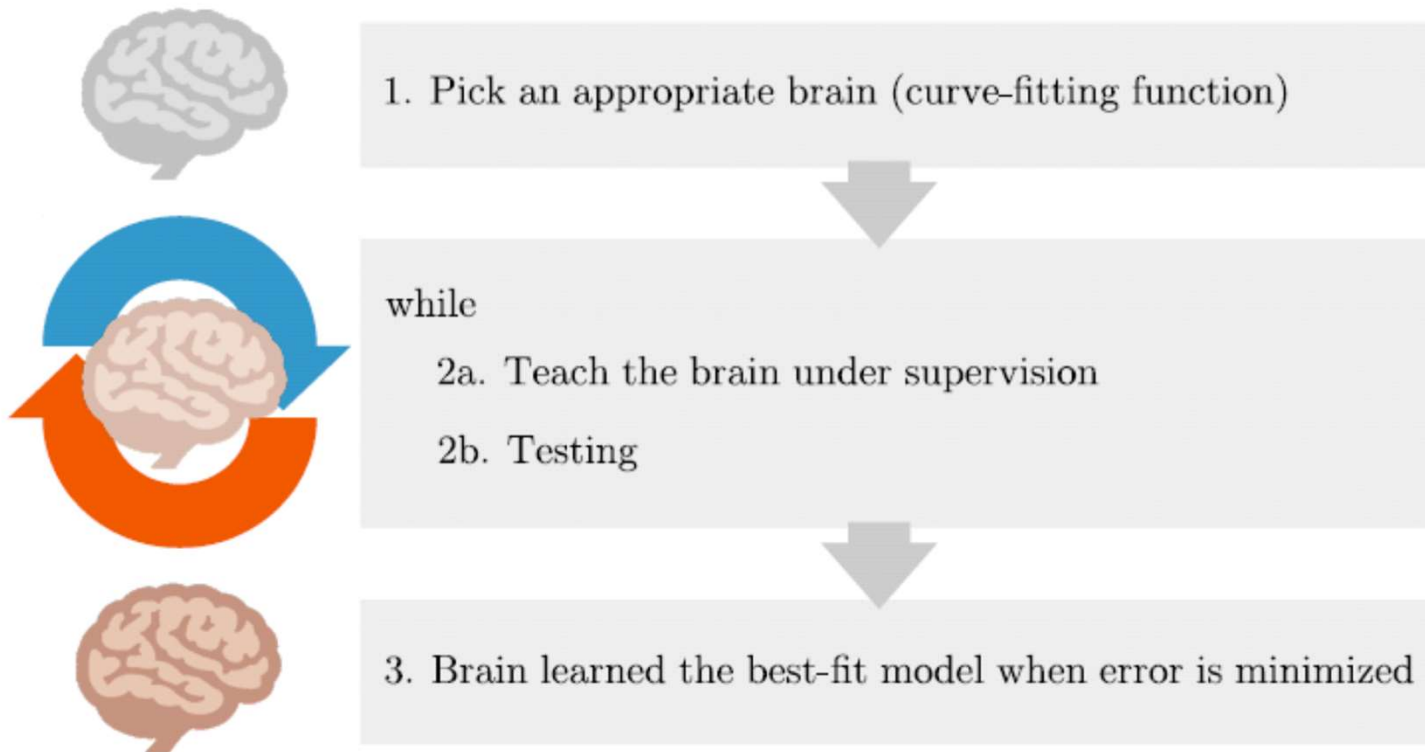 1. Pick an appropriate brain (curve-fitting function)
while
2a. Teach the brain under supervision
2b. Testing
3. Brain learned the best-fit model when error is minimized